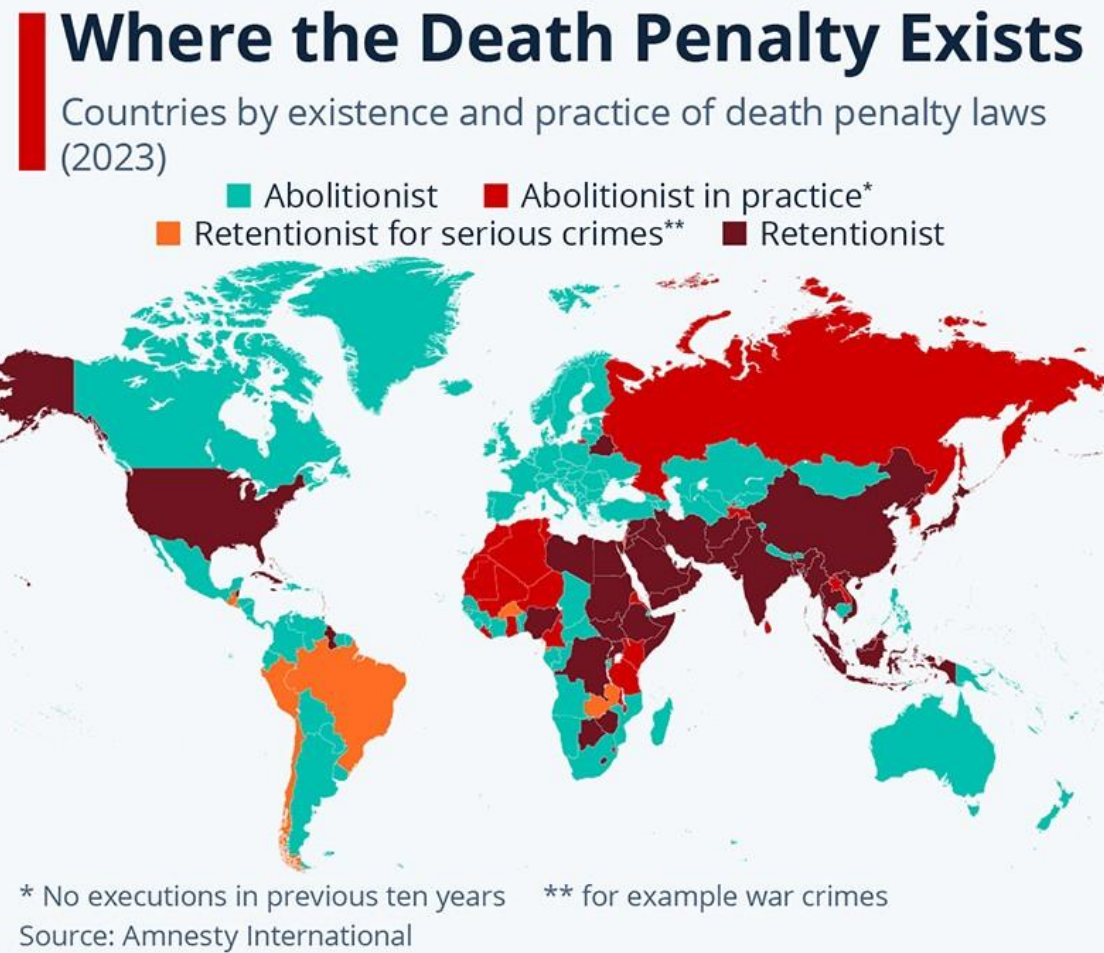 Where the Death Penalty Exists
Countries by existence and practice of death penalty laws
(2023)
Abolitionist Abolitionist in practice*
Retentionist for serious crimes** Retentionist
* No executions in previous ten years ** for example war crimes
Source: Amnesty International